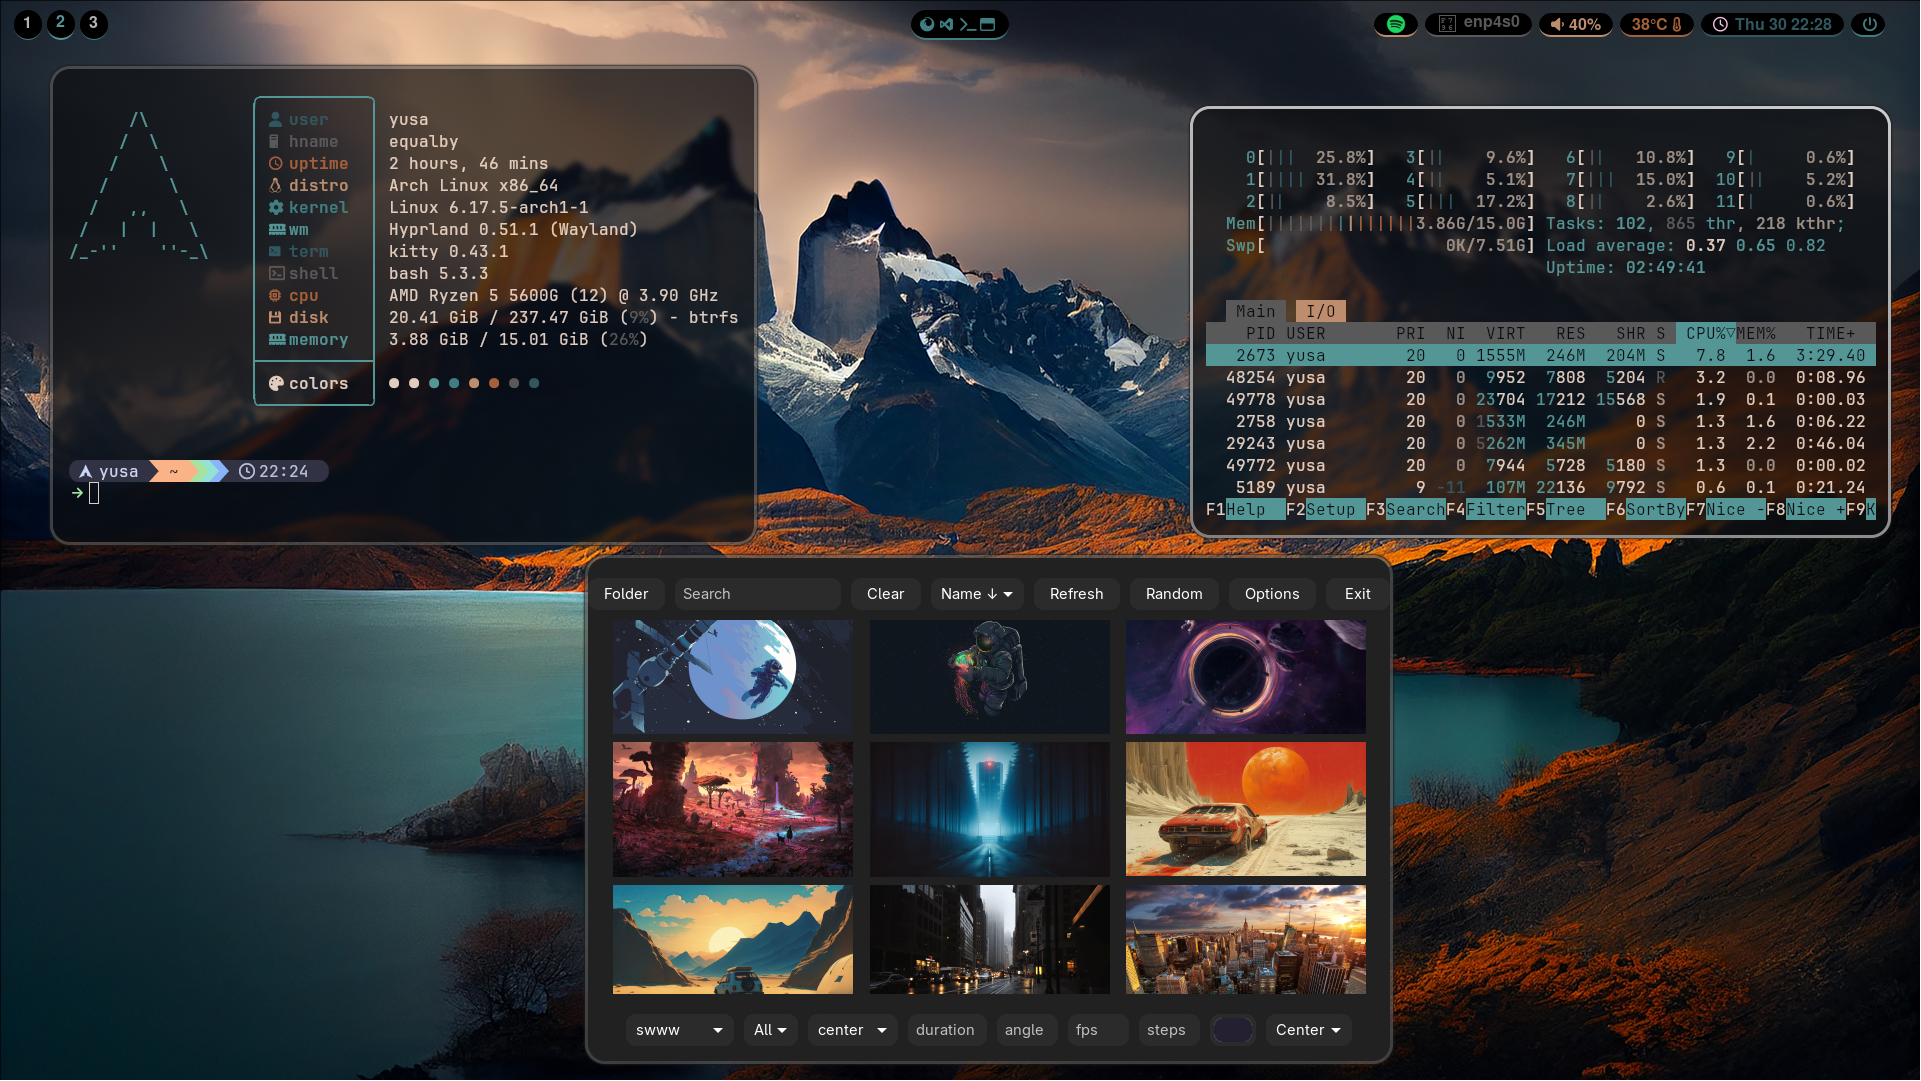 1 2 3
enp4s0 40% 38°C Thu 30 22:28
user yusa
hname equalby
uptime 2 hours, 46 mins
distro Arch Linux x86_64
kernel Linux 6.17.5-arch1-1
wm Hyprland 0.51.1 (Wayland)
term kitty 0.43.1
shell bash 5.3.3
cpu AMD Ryzen 5 5600G (12) @ 3.90 GHz
disk 20.41 GiB / 237.47 GiB (9%) - btrfs
memory 3.88 GiB / 15.01 GiB (26%)
colors
yusa ~ 22:24
0[||| 25.8%] 3[|| 9.6%] 6[|| 10.8%] 9[| 0.6%]
1[|||| 31.8%] 4[|| 5.1%] 7[||| 15.0%] 10[|| 5.2%]
2[|| 8.5%] 5[||| 17.2%] 8[|| 2.6%] 11[| 0.6%]
Mem[|||||||||||||||3.86G/15.0G] Tasks: 102, 865 thr, 218 kthr;
Swp[ 0K/7.51G] Load average: 0.37 0.65 0.82
Uptime: 02:49:41
Main I/O
PID USER PRI NI VIRT RES SHR S CPU%▽MEM% TIME+
2673 yusa 20 0 1555M 246M 204M S 7.8 1.6 3:29.40
48254 yusa 20 0 9952 7808 5204 R 3.2 0.0 0:08.96
49778 yusa 20 0 23704 17212 15568 S 1.9 0.1 0:00.03
2758 yusa 20 0 1533M 246M 0 S 1.3 1.6 0:06.22
29243 yusa 20 0 5262M 345M 0 S 1.3 2.2 0:46.04
49772 yusa 20 0 7944 5728 5180 S 1.3 0.0 0:00.02
5189 yusa 9 -11 107M 22136 9792 S 0.6 0.1 0:21.24
F1Help F2Setup F3SearchF4FilterF5Tree F6SortByF7Nice -F8Nice +F9K
Folder Search Clear Name ↓ Refresh Random Options Exit
swww All center duration angle fps steps Center